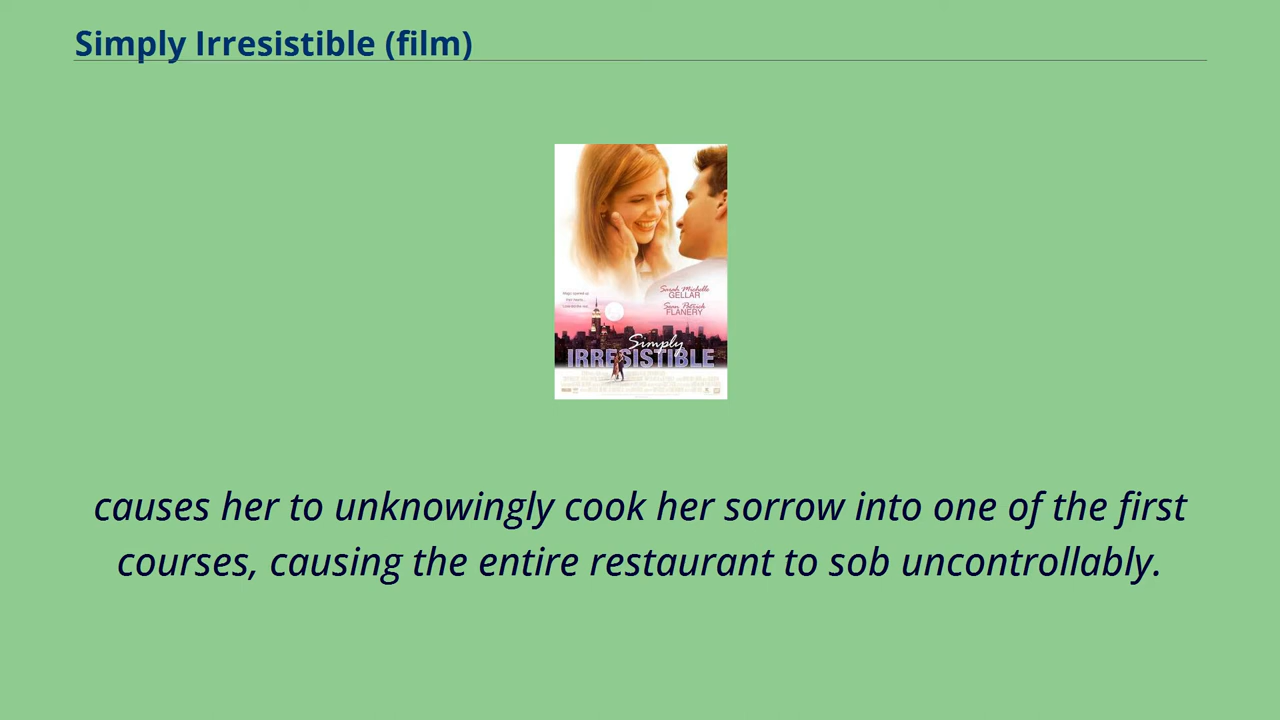 Simply Irresistible (film)
Sarah Michelle
GELLAR
Sean Patrick
FLANERY
Simply
IRRESISTIBLE
causes her to unknowingly cook her sorrow into one of the first
courses, causing the entire restaurant to sob uncontrollably.